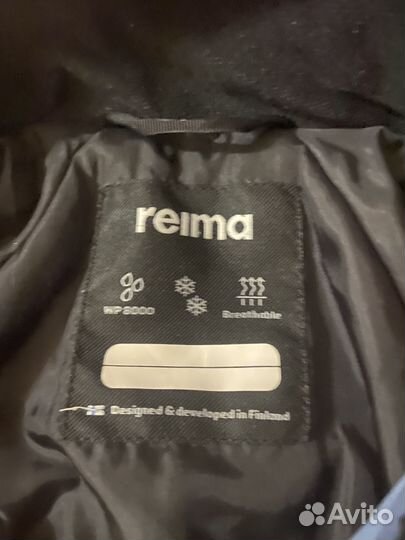 reima
WP 8000 Breathable
Designed & developed in Finland
Avito